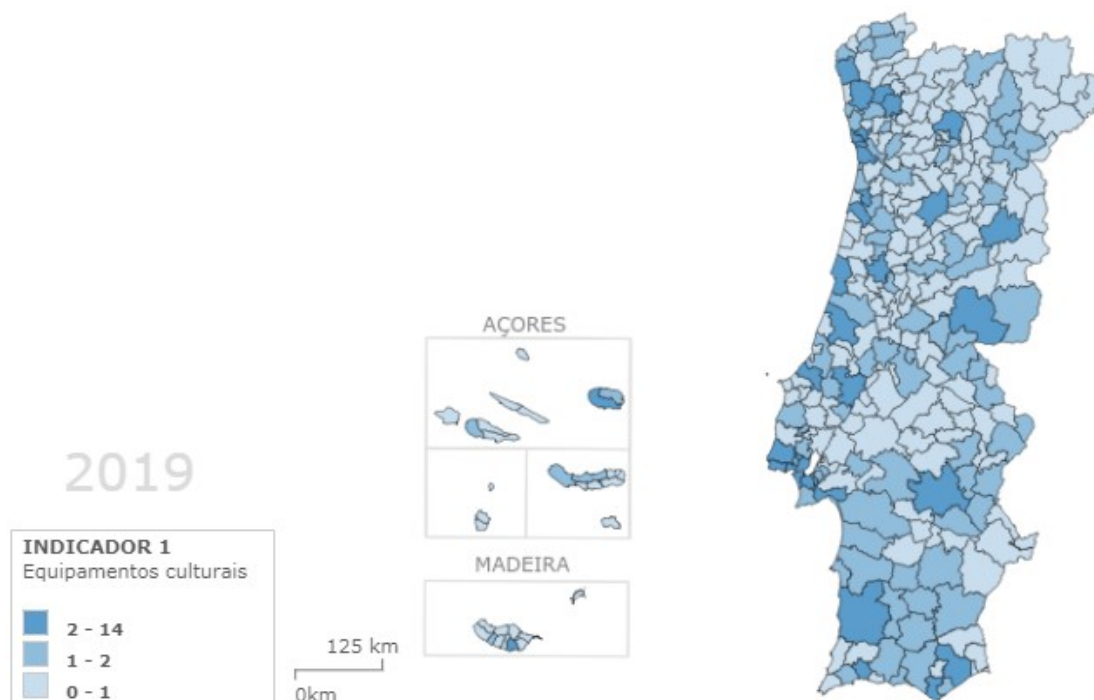 AÇORES
2019
INDICADOR 1
Equipamentos culturais
2 - 14
1 - 2
0 - 1
MADEIRA
125 km
0km